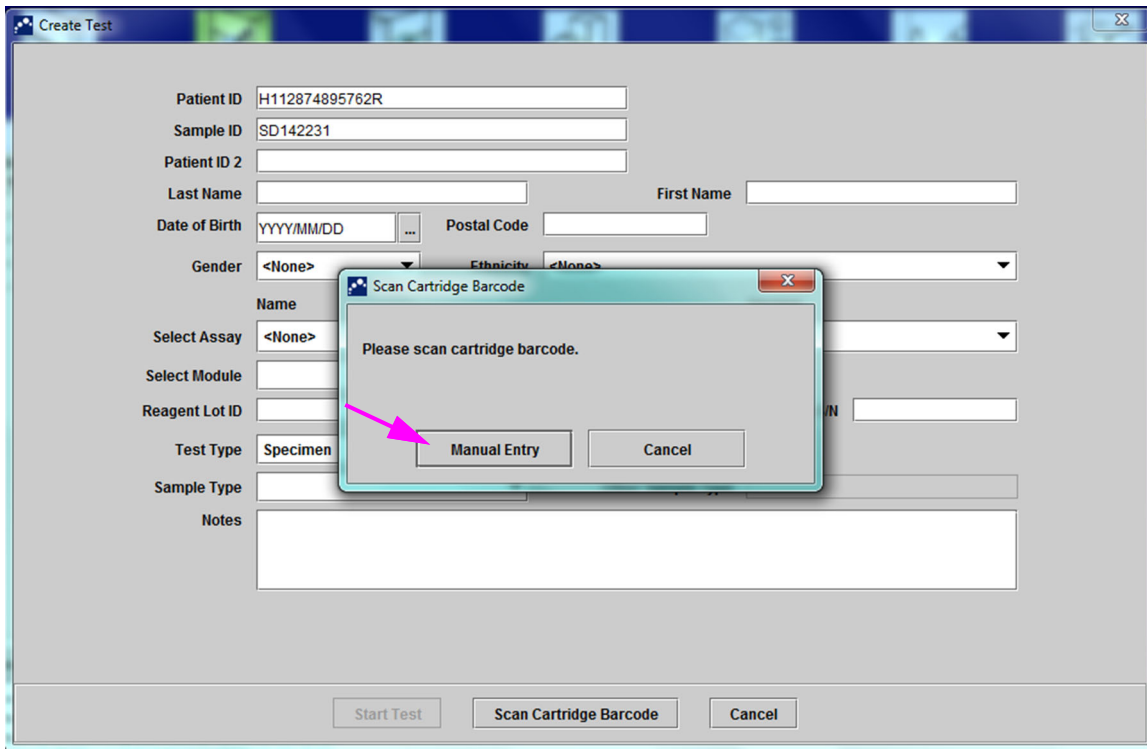 Create Test
Patient ID H112874895762R
Sample ID SD142231
Patient ID 2
Last Name First Name
Date of Birth YYYY/MM/DD ... Postal Code
Gender <None> Ethnicity <None>
Scan Cartridge Barcode
Name
Select Assay <None>
Please scan cartridge barcode.
Select Module
Reagent Lot ID
Test Type Specimen
Manual Entry Cancel
Sample Type
Notes
Start Test Scan Cartridge Barcode Cancel